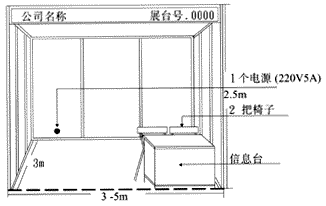 公司名称 展台号.0000
1个电源 (220V5A)
2.5m
2 把椅子
信息台
3m
3 -5m